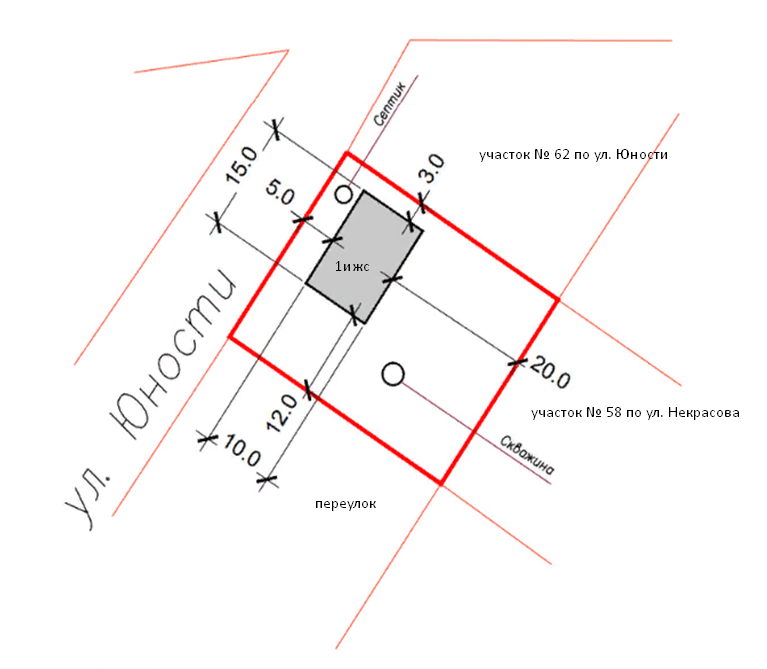 Септик
участок № 62 по ул. Юности
3.0
15.0
5.0
1ижс
ул. Юности
20.0
12.0
участок № 58 по ул. Некрасова
10.0
Скважина
переулок